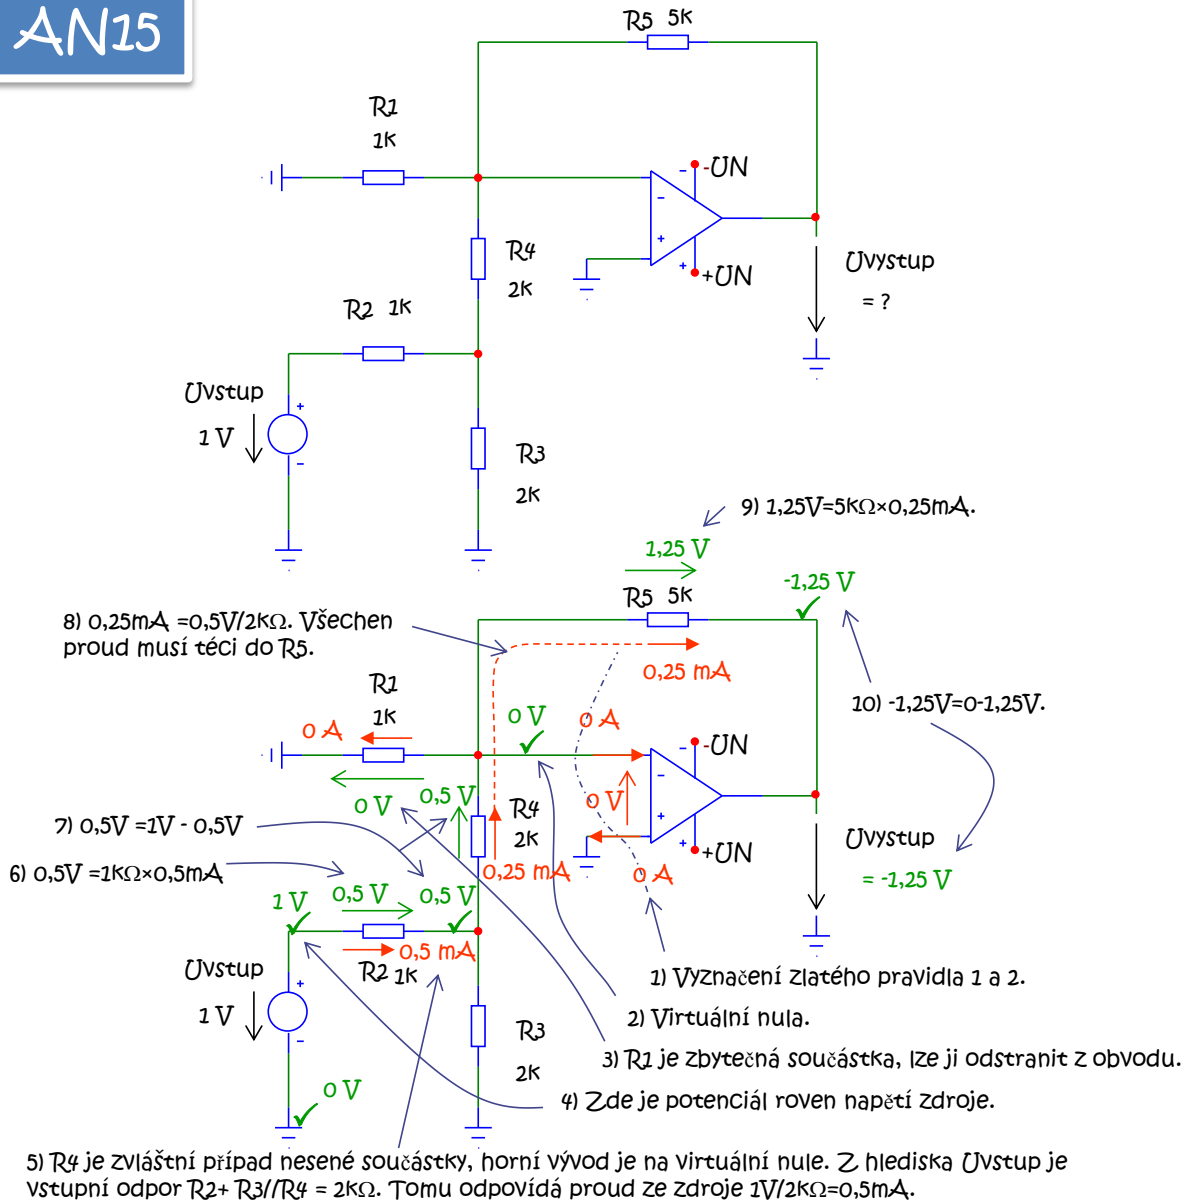 AN15
R5 5k
R1
1k
-UN
R4
2k
+UN
Uvystup
= ?
R2 1k
Uvstup
1 V
R3
2k
9) 1,25V=5kΩ×0,25mA.
1,25 V
-1,25 V
R5 5k
8) 0,25mA =0,5V/2kΩ. Všechen
proud musí téci do R5.
0,25 mA
R1
1k
10) -1,25V=0-1,25V.
0 A
0 V
0 A
-UN
0 V
0,5 V
R4
2k
0 V
7) 0,5V =1V - 0,5V
Uvystup
+UN
6) 0,5V =1kΩ×0,5mA
0,25 mA
0 A
= -1,25 V
1 V
0,5 V
0,5 V
0,5 mA
R2 1k
Uvstup
1 V
1) Vyznačení zlatého pravidla 1 a 2.
2) Virtuální nula.
R3
2k
3) R1 je zbytečná součástka, lze ji odstranit z obvodu.
0 V
4) Zde je potenciál roven napětí zdroje.
5) R4 je zvláštní případ nesené součástky, horní vývod je na virtuální nule. Z hlediska Uvstup je
vstupní odpor R2+ R3//R4 = 2kΩ. Tomu odpovídá proud ze zdroje 1V/2kΩ=0,5mA.